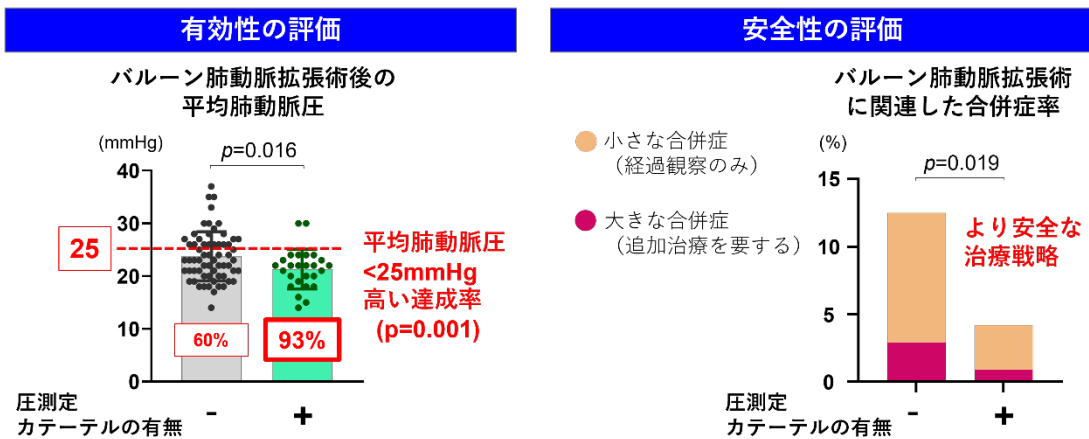 有効性の評価
バルーン肺動脈拡張術後の
平均肺動脈圧
(mmHg)
p=0.016
40
30
25
20
10
0
平均肺動脈圧
<25mmHg
高い達成率
(p=0.001)
60%
93%
圧測定
カテーテルの有無
-
+
安全性の評価
バルーン肺動脈拡張術
に関連した合併症率
小さな合併症
（経過観察のみ）
大きな合併症
（追加治療を要する）
(%)
p=0.019
15
10
5
0
より安全な
治療戦略
圧測定
カテーテルの有無
-
+